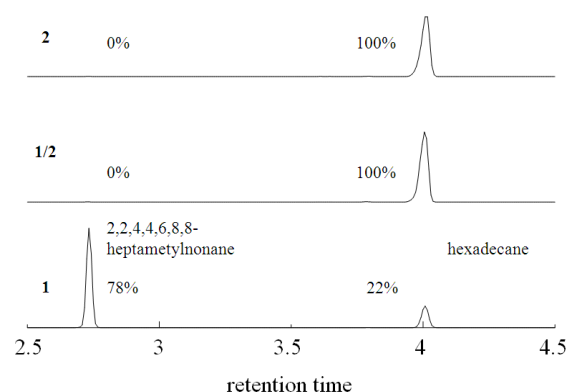 2 0% 100%
1/2
0% 100%
2,2,4,4,6,8,8-
heptametylnonane hexadecane
1 78% 22%
2.5 3 3.5 4 4.5
retention time